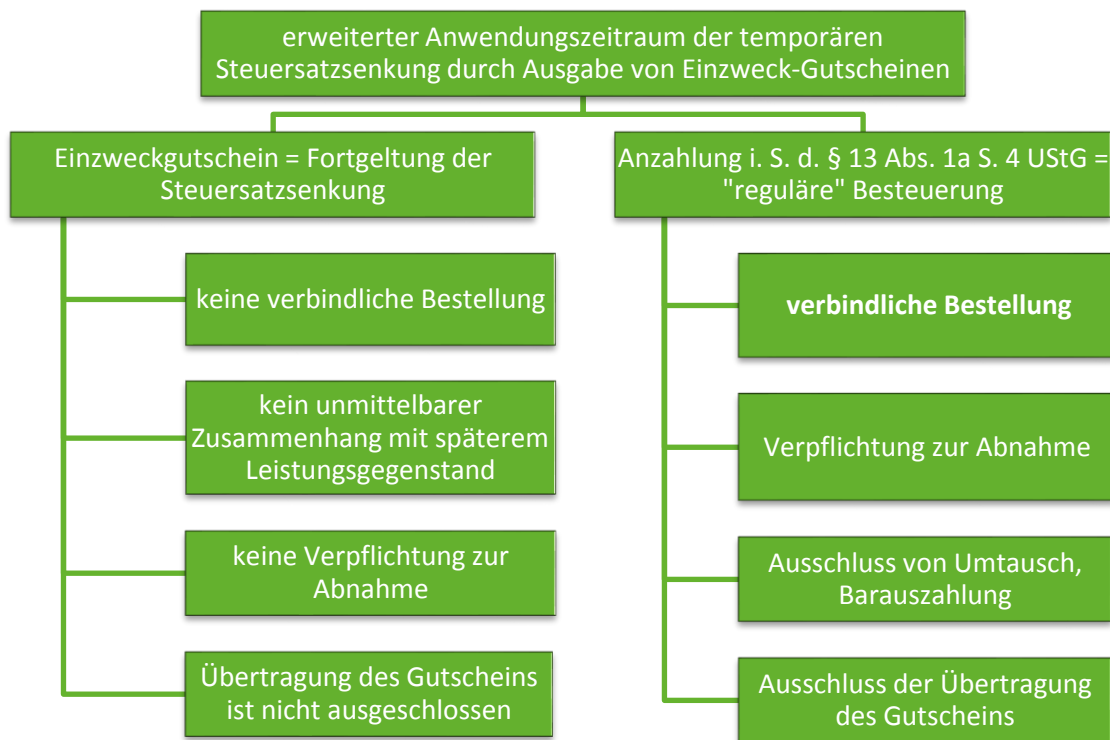 erweiterter Anwendungszeitraum der temporären
Steuersatzsenkung durch Ausgabe von Einzweck-Gutscheinen
Einzweckgutschein = Fortgeltung der
Steuersatzsenkung
keine verbindliche Bestellung
kein unmittelbarer
Zusammenhang mit späterem
Leistungsgegenstand
keine Verpflichtung zur
Abnahme
Übertragung des Gutscheins
ist nicht ausgeschlossen
Anzahlung i. S. d. § 13 Abs. 1a S. 4 UStG =
"reguläre" Besteuerung
verbindliche Bestellung
Verpflichtung zur Abnahme
Ausschluss von Umtausch,
Barauszahlung
Ausschluss der Übertragung
des Gutscheins